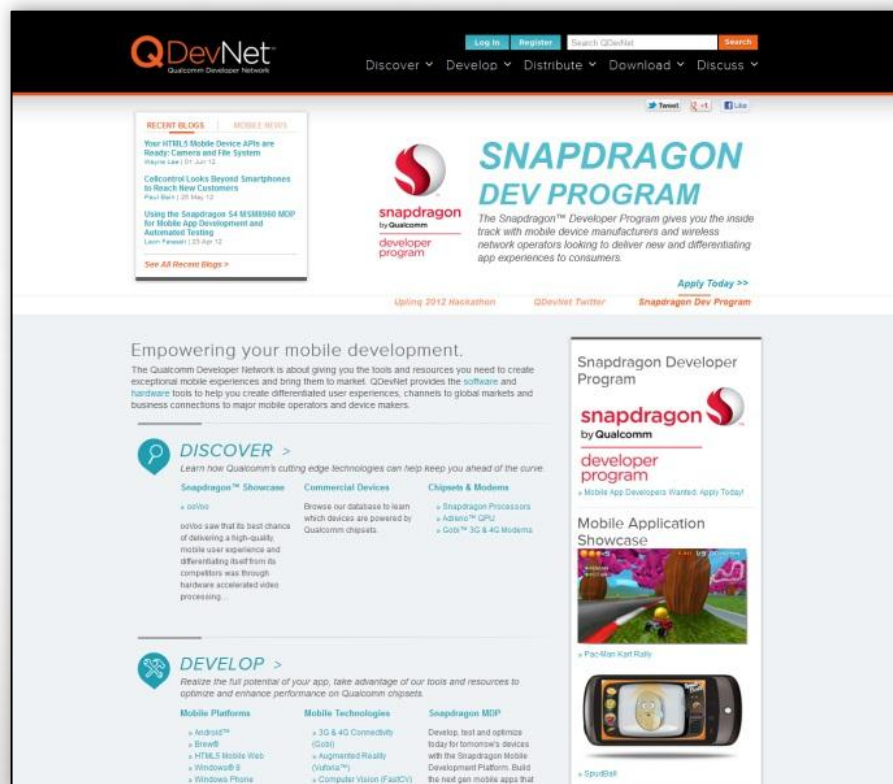 QDevNet
Qualcomm Developer Network
Log In
Register
Search QDevNet
Search
Discover
Develop
Distribute
Download
Discuss
Tweet
+1
Like
RECENT BLOGS
MOBILE NEWS
Your HTML5 Mobile Device APIs are
Ready: Camera and File System
Wayne Lee | 01 Jun 12
Cellcontrol Looks Beyond Smartphones
to Reach New Customers
| 25 May 12
Using the Snapdragon S4 MSM8960 MDP
for Mobile App Development and
Automated Testing
| 23 Apr 12
See All Recent Blogs >
snapdragon
by Qualcomm
developer
program
SNAPDRAGON
DEV PROGRAM
The Snapdragon™ Developer Program gives you the inside
track with mobile device manufacturers and wireless
network operators looking to deliver new and differentiating
app experiences to consumers.
Apply Today >>
Uplinq 2012 Hackathon
QDevNet Twitter
Snapdragon Dev Program
Empowering your mobile development.
The Qualcomm Developer Network is about giving you the tools and resources you need to create
exceptional mobile experiences and bring them to market. QDevNet provides the software and
hardware tools to help you create differentiated user experiences, channels to global markets and
business connections to major mobile operators and device makers.
DISCOVER >
Learn how Qualcomm's cutting edge technologies can help keep you ahead of the curve.
Snapdragon™ Showcase
» ooVoo
ooVoo saw that its best chance
of delivering a high-quality,
mobile user experience and
differentiating itself from its
competitors was through
hardware accelerated video
processing...
Commercial Devices
Browse our database to learn
which devices are powered by
Qualcomm chipsets.
Chipsets & Modems
» Snapdragon Processors
» Adreno™ GPU
» Gobi™ 3G & 4G Modems
DEVELOP >
Realize the full potential of your app, take advantage of our tools and resources to
optimize and enhance performance on Qualcomm chipsets.
Mobile Platforms
» Android™
» Brew®
» HTML5 Mobile Web
» Windows® 8
» Windows Phone
Mobile Technologies
» 3G & 4G Connectivity
(Gobi)
» Augmented Reality
(Vuforia™)
» Computer Vision (FastCV)
Snapdragon MDP
Develop, test and optimize
today for tomorrow's devices
with the Snapdragon Mobile
Development Platform. Build
the next gen mobile apps that
Snapdragon Developer
Program
snapdragon
by Qualcomm
developer
program
» Mobile App Developers Wanted: Apply Today!
Mobile Application
Showcase
» Pac-Man Kart Rally
» SpudBall